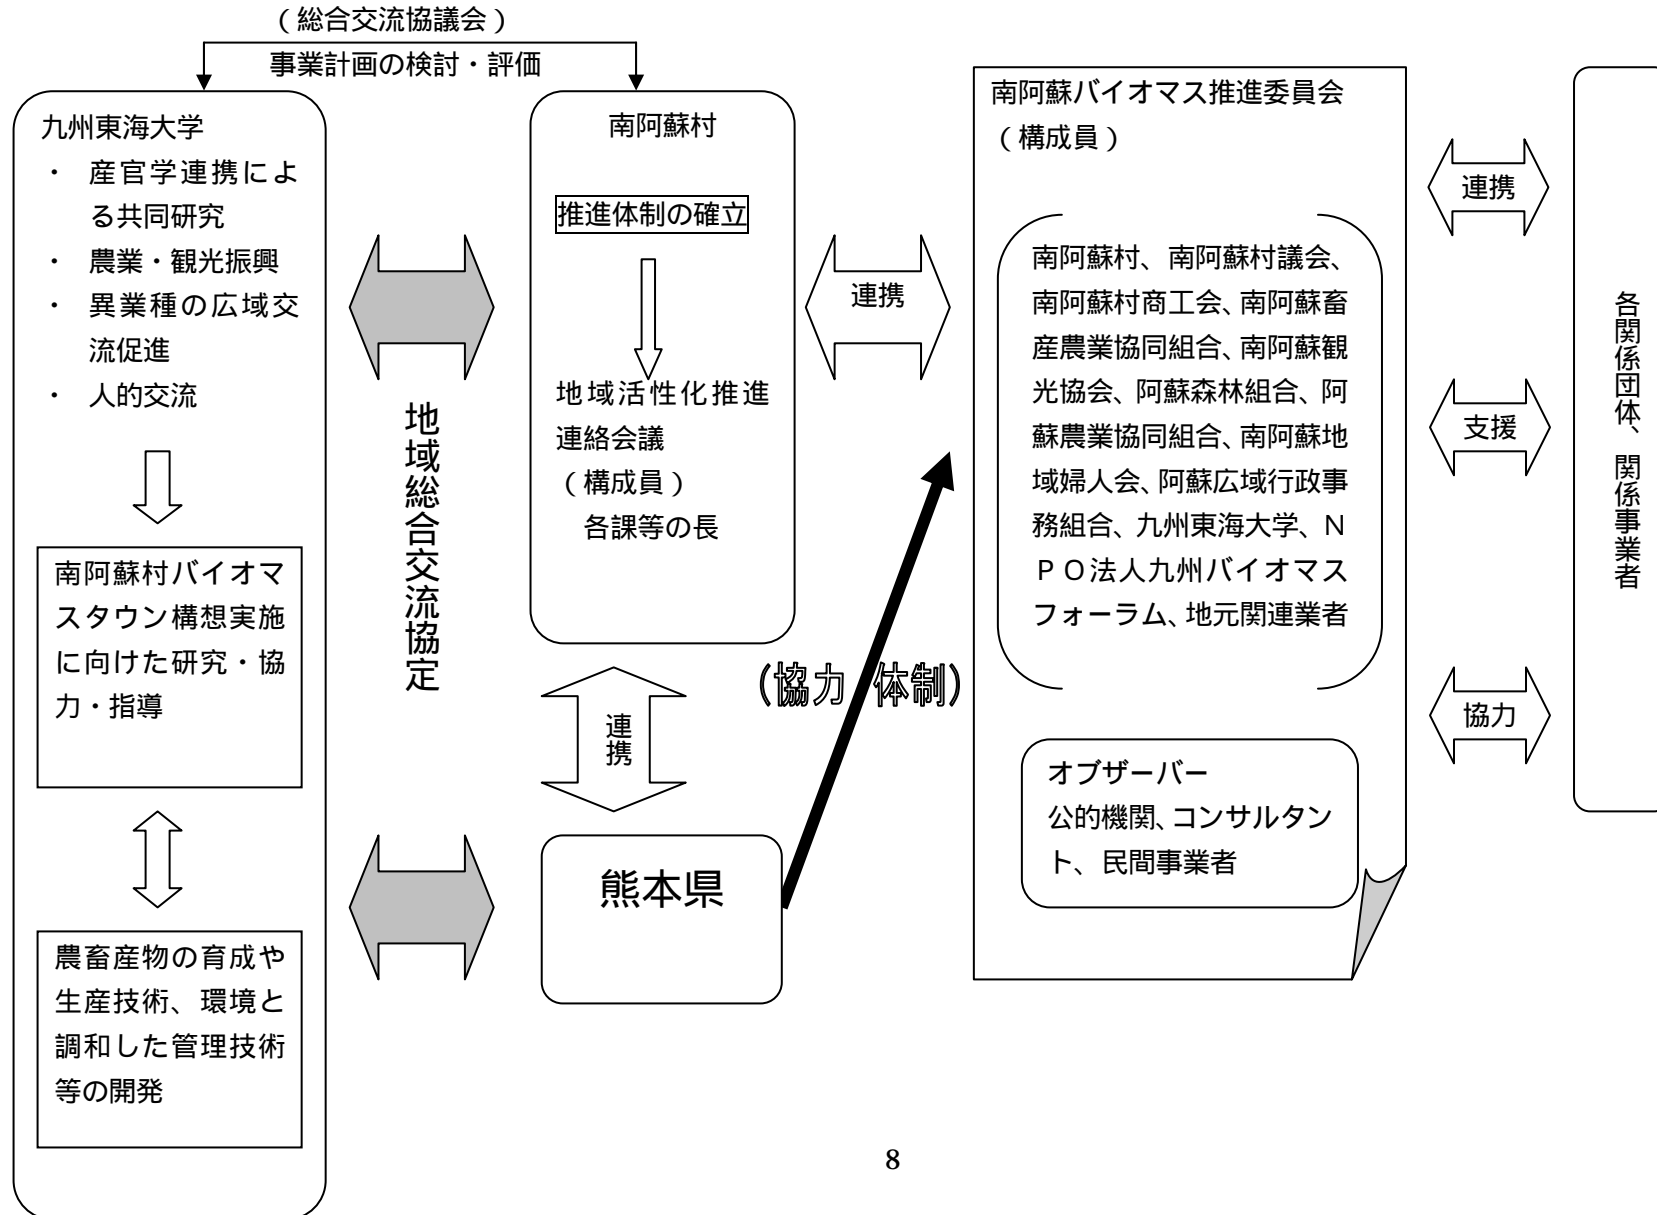 （総合交流協議会）
事業計画の検討・評価
九州東海大学
・ 産官学連携によ
る共同研究
・ 農業・観光振興
・ 異業種の広域交
流促進
・ 人的交流
南阿蘇村バイオマ
スタウン構想実施
に向けた研究・協
力・指導
農畜産物の育成や
生産技術、環境と
調和した管理技術
等の開発
地域総合交流協定
南阿蘇村
推進体制の確立
地域活性化推進
連絡会議
（構成員）
各課等の長
連携
熊本県
連携
（協力 体制）
南阿蘇バイオマス推進委員会
（構成員）
南阿蘇村、南阿蘇村議会、
南阿蘇村商工会、南阿蘇畜
産農業協同組合、南阿蘇観
光協会、阿蘇森林組合、阿
蘇農業協同組合、南阿蘇地
域婦人会、阿蘇広域行政事
務組合、九州東海大学、Ｎ
ＰＯ法人九州バイオマス
フォーラム、地元関連業者
オブザーバー
公的機関、コンサルタン
ト、民間事業者
連携
支援
協力
各関係団体、関係事業者
8